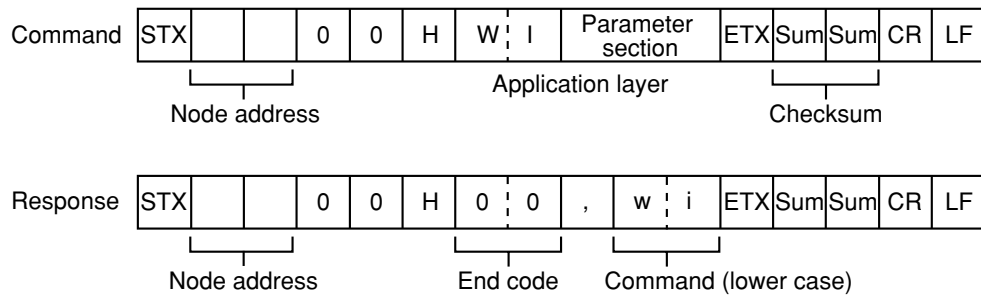 Command STX 0 0 H W I Parameter section ETX Sum Sum CR LF
Application layer
Node address Checksum
Response STX 0 0 H 0 0 , w i ETX Sum Sum CR LF
Node address End code Command (lower case)